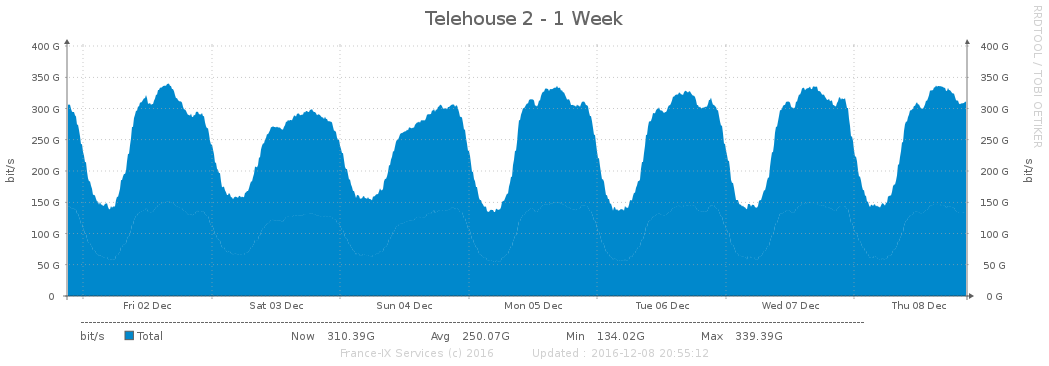 Telehouse 2 - 1 Week
RRDTOOL / TOBI OETIKER
400 G 400 G
350 G 350 G
300 G 300 G
250 G 250 G
200 G 200 G
150 G 150 G
100 G 100 G
50 G 50 G
0 0 G
bit/s
bit/s
Fri 02 Dec Sat 03 Dec Sun 04 Dec Mon 05 Dec Tue 06 Dec Wed 07 Dec Thu 08 Dec
bit/s Total Now 310.39G Avg 250.07G Min 134.02G Max 339.39G
France-IX Services (c) 2016 Updated : 2016-12-08 20:55:12